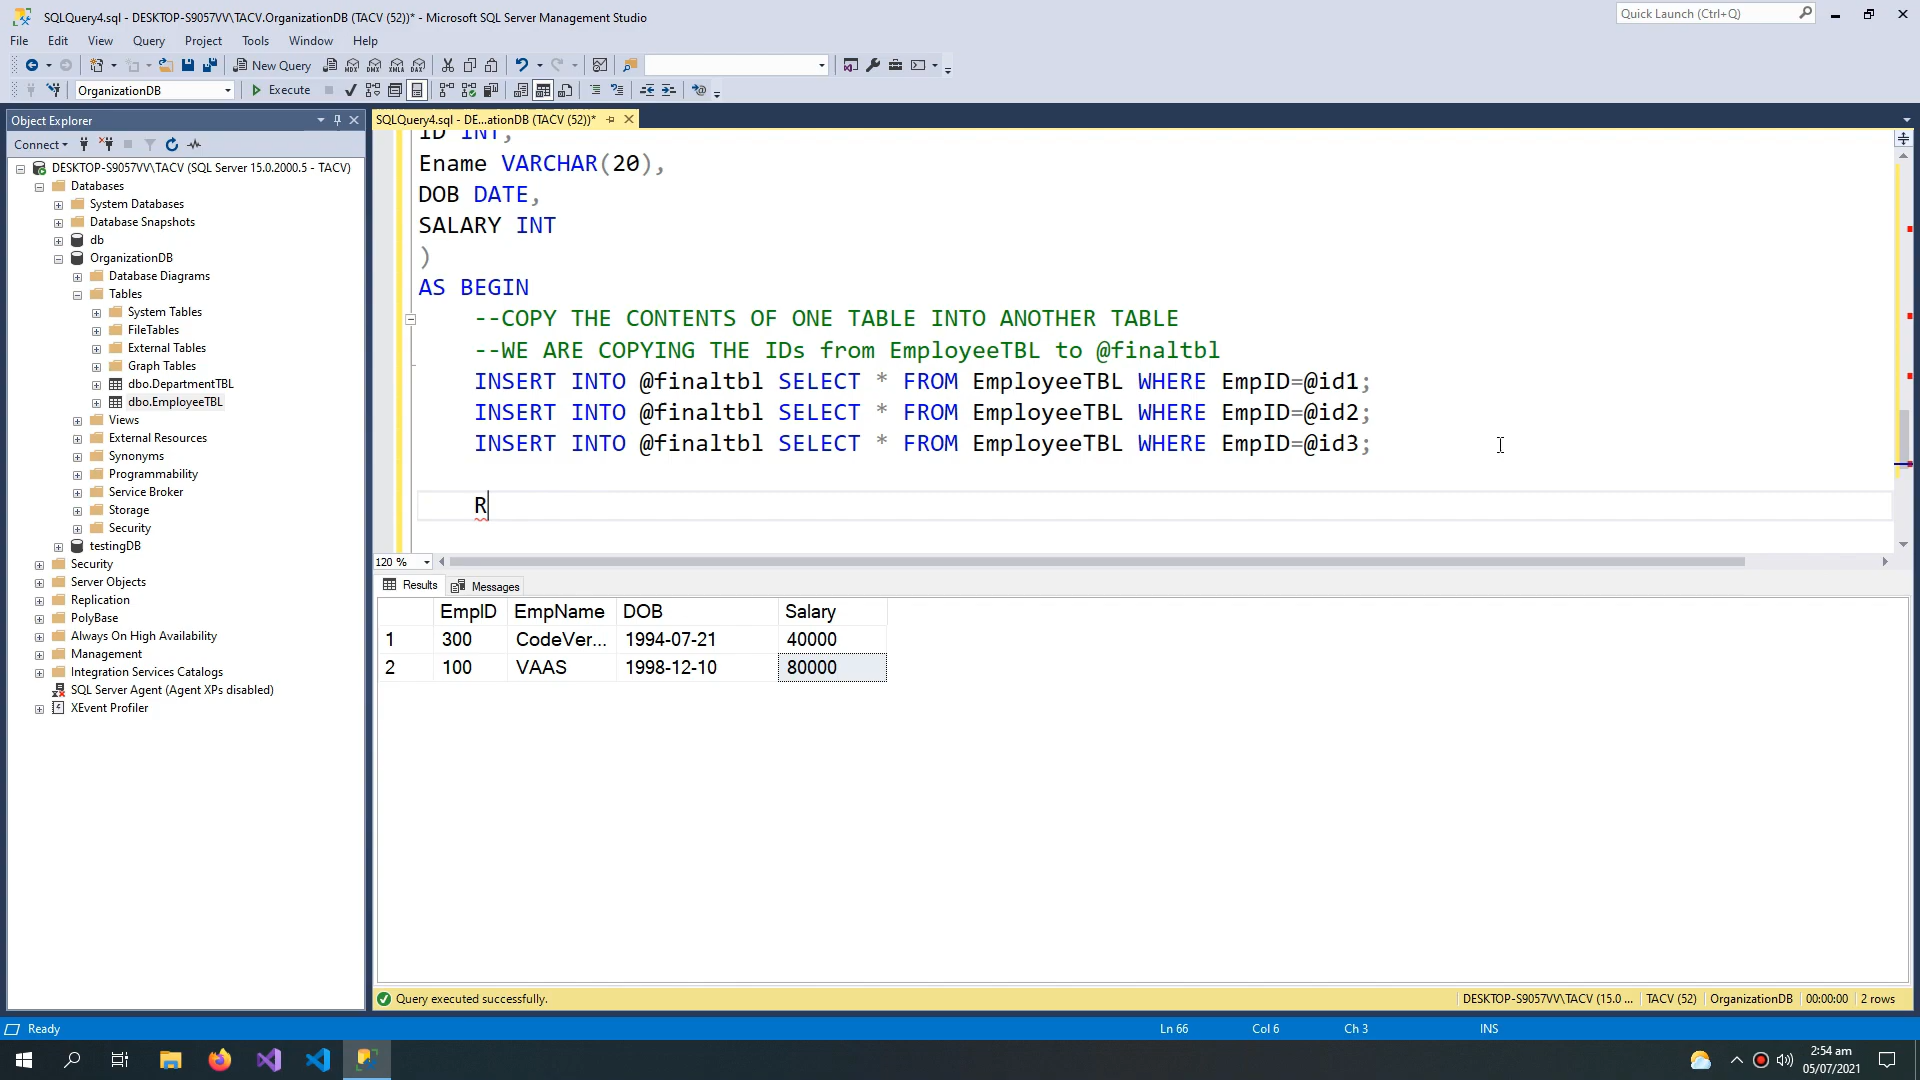 SQLQuery4.sql - DESKTOP-S9057VV\TACV.OrganizationDB (TACV (52))* - Microsoft SQL Server Management Studio
Quick Launch (Ctrl+Q)
File Edit View Query Project Tools Window Help
New Query
MDX DMX XMLA DAX
OrganizationDB
Execute
Object Explorer
Connect
DESKTOP-S9057VV\TACV (SQL Server 15.0.2000.5 - TACV)
Databases
System Databases
Database Snapshots
db
OrganizationDB
Database Diagrams
Tables
System Tables
FileTables
External Tables
Graph Tables
dbo.DepartmentTBL
dbo.EmployeeTBL
Views
External Resources
Synonyms
Programmability
Service Broker
Storage
Security
testingDB
Security
Server Objects
Replication
PolyBase
Always On High Availability
Management
Integration Services Catalogs
SQL Server Agent (Agent XPs disabled)
XEvent Profiler
SQLQuery4.sql - DE...ationDB (TACV (52))*
ID INT,
Ename VARCHAR(20),
DOB DATE,
SALARY INT
)
AS BEGIN
--COPY THE CONTENTS OF ONE TABLE INTO ANOTHER TABLE
--WE ARE COPYING THE IDs from EmployeeTBL to @finaltbl
INSERT INTO @finaltbl SELECT * FROM EmployeeTBL WHERE EmpID=@id1;
INSERT INTO @finaltbl SELECT * FROM EmployeeTBL WHERE EmpID=@id2;
INSERT INTO @finaltbl SELECT * FROM EmployeeTBL WHERE EmpID=@id3;
R
120 %
Results Messages
EmpID EmpName DOB Salary
1 300 CodeVer... 1994-07-21 40000
2 100 VAAS 1998-12-10 80000
Query executed successfully.
DESKTOP-S9057VV\TACV (15.0 ... TACV (52) OrganizationDB 00:00:00 2 rows
Ready
Ln 66 Col 6 Ch 3 INS
2:54 am
05/07/2021